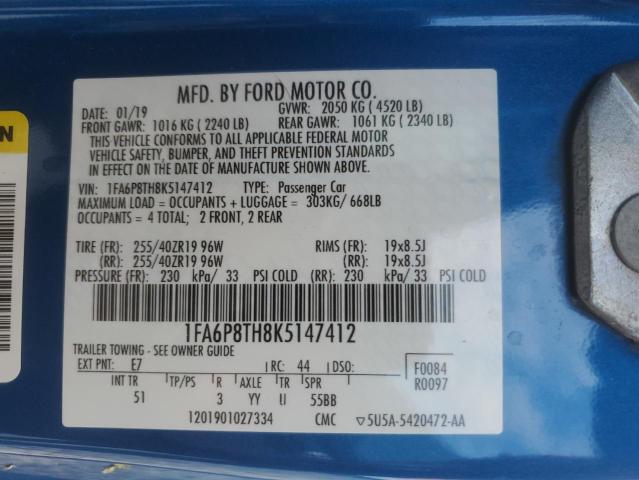 MFD. BY FORD MOTOR CO.
DATE: 01/19 GVWR: 2050 KG ( 4520 LB)
FRONT GAWR: 1016 KG ( 2240 LB) REAR GAWR: 1061 KG ( 2340 LB)
THIS VEHICLE CONFORMS TO ALL APPLICABLE FEDERAL MOTOR
VEHICLE SAFETY, BUMPER, AND THEFT PREVENTION STANDARDS
IN EFFECT ON THE DATE OF MANUFACTURE SHOWN ABOVE.
VIN: 1FA6P8TH8K5147412 TYPE: Passenger Car
MAXIMUM LOAD = OCCUPANTS + LUGGAGE = 303KG/ 668LB
OCCUPANTS = 4 TOTAL; 2 FRONT, 2 REAR
TIRE (FR): 255/40ZR19 96W RIMS (FR): 19x8.5J
(RR): 255/40ZR19 96W (RR): 19x8.5J
PRESSURE (FR): 230 kPa/ 33 PSI COLD (RR): 230 kPa/ 33 PSI COLD
1FA6P8TH8K5147412
TRAILER TOWING - SEE OWNER GUIDE
EXT PNT: E7 RC: 44 DSO: F0084
R0097
INT TR TP/PS R AXLE TR SPR
51 3 YY U 55BB
1201901027334 CMC ▽5U5A-5420472-AA